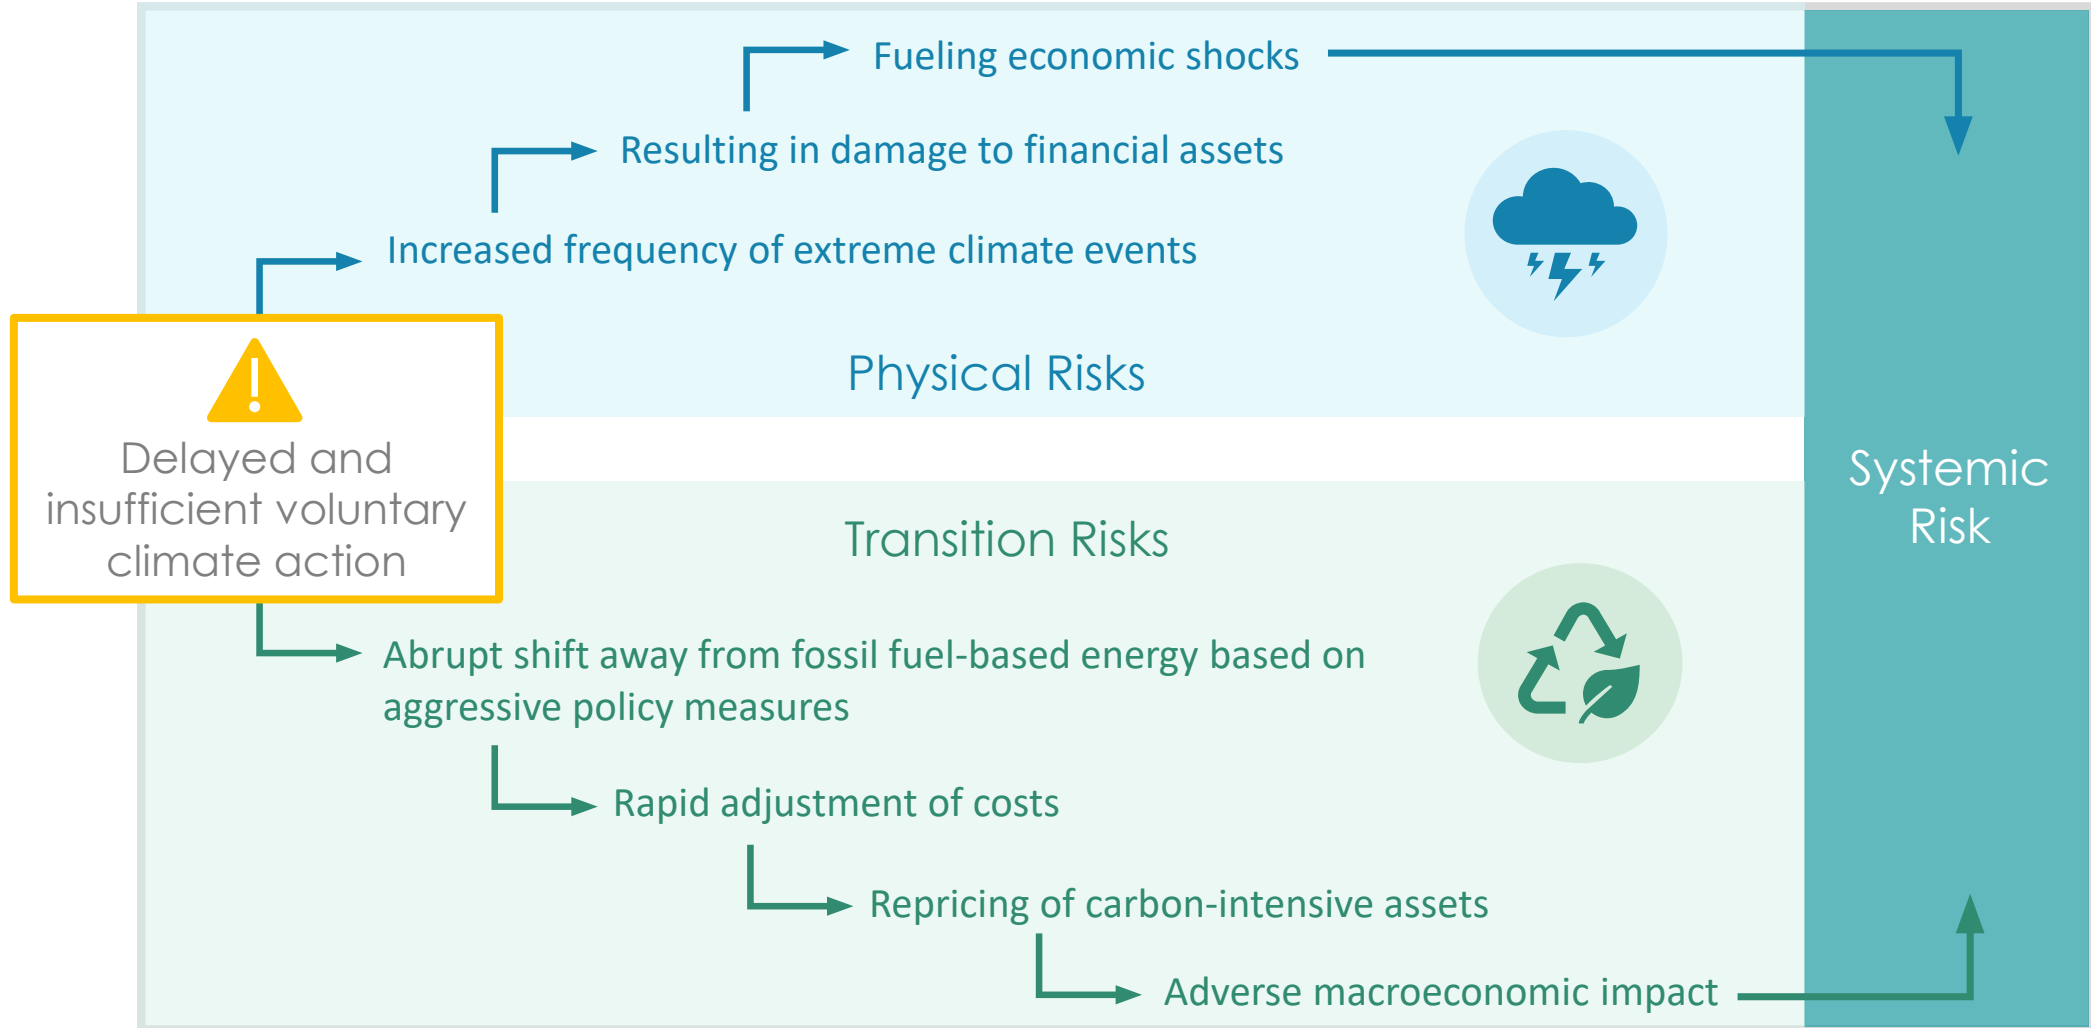 Fueling economic shocks
Resulting in damage to financial assets
Increased frequency of extreme climate events
Physical Risks
Delayed and
insufficient voluntary
climate action
Systemic
Risk
Transition Risks
Abrupt shift away from fossil fuel-based energy based on
aggressive policy measures
Rapid adjustment of costs
Repricing of carbon-intensive assets
Adverse macroeconomic impact